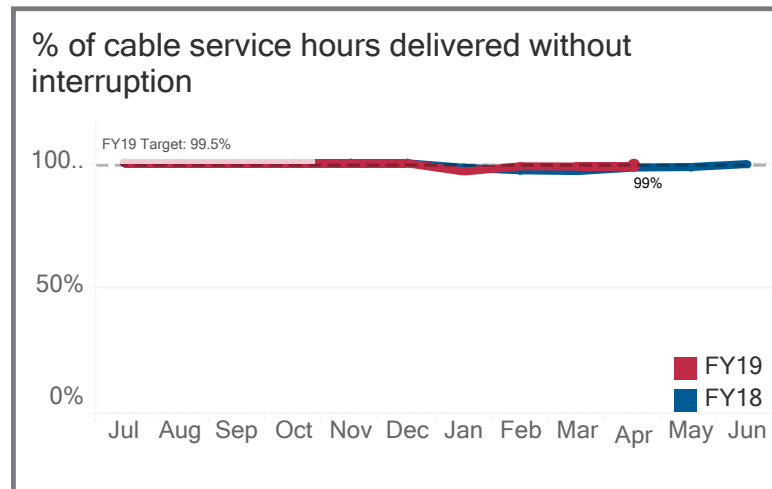 % of cable service hours delivered without
interruption
FY19 Target: 99.5%
100..
99%
50%
FY19
FY18
0%
Jul Aug Sep Oct Nov Dec Jan Feb Mar Apr May Jun